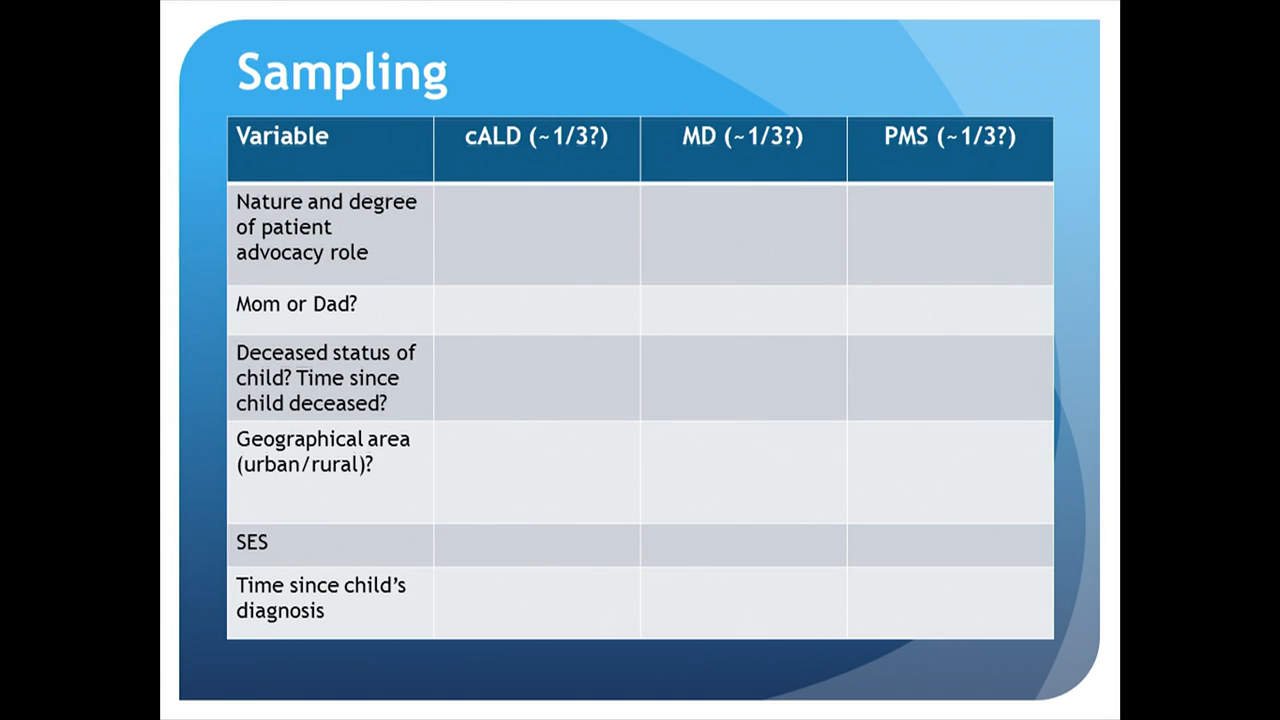 Sampling
Variable
cALD (~1/3?)
MD (~1/3?)
PMS (~1/3?)
Nature and degree
of patient
advocacy role
Mom or Dad?
Deceased status of
child? Time since
child deceased?
Geographical area
(urban/rural)?
SES
Time since child's
diagnosis